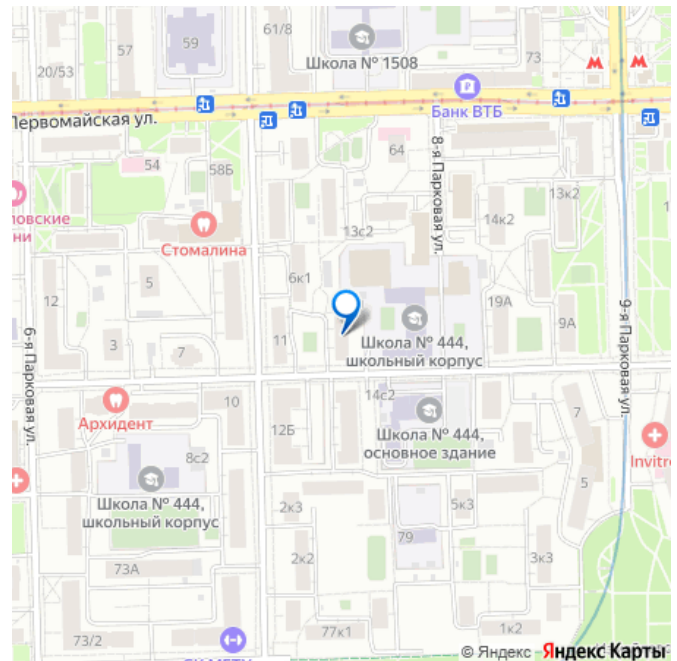 61/8
57
59
Школа № 1508
73
20/53
Банк ВТБ
Первомайская ул.
64
8-я Парковая ул.
54
58Б
13к2
ловские
ни
Стомалина
14к2
13с2
6к1
5
12
19А
9А
11
3
7
Школа № 444,
школьный корпус
6-я Парковая ул.
9-я Парковая ул.
14с2
10
Архидент
12Б
7
Школа № 444,
основное здание
8с2
Invitro
5
Школа № 444,
школьный корпус
2к3
5к3
79
2к2
3к3
73А
77к1
1к2
73/2
© Яндекс Яндекс Карты